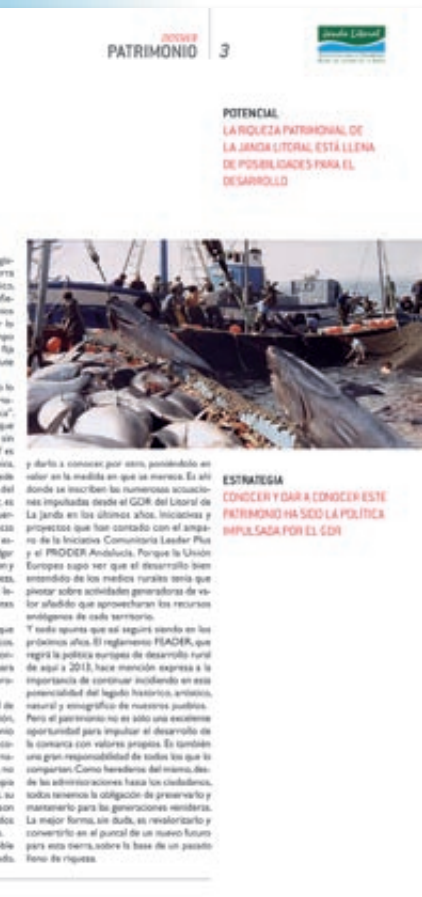 DOSSIER
PATRIMONIO 3
Janda Litoral
POTENCIAL
LA RIQUEZA PATRIMONIAL DE
LA JANDA LITORAL ESTÁ LLENA
DE POSIBILIDADES PARA EL
DESARROLLO
y darlo a conocer, por otro, poniéndolo en
valor en la medida en que se merece. Es ahí
donde se inscriben las numerosas actuacio-
nes impulsadas desde el GDR del Litoral de
La Janda en los últimos años. Iniciativas y
proyectos que han contado con el ampa-
ro de la Iniciativa Comunitaria Leader Plus
y el PRODER Andalucía. Porque la Unión
Europea supo ver que el desarrollo bien
entendido de los medios rurales tenía que
pivotar sobre actividades generadoras de va-
lor añadido que aprovecharan los recursos
endógenos de cada territorio.
Y todo apunta que así seguirá siendo en los
próximos años. El reglamento FEADER, que
regirá la política europea de desarrollo rural
de aquí a 2013, hace mención expresa a la
importancia de continuar incidiendo en esta
potencialidad del legado histórico, artístico,
natural y etnográfico de nuestros pueblos.
Pero el patrimonio no es sólo una excelente
oportunidad para impulsar el desarrollo de
la comarca con valores propios. Es también
una gran responsabilidad de todos los que lo
comparten. Como herederos del mismo, des-
de las administraciones hasta los ciudadanos,
todos tenemos la obligación de preservarlo y
mantenerlo para las generaciones venideras.
La mejor forma, sin duda, es revalorizarlo y
convertirlo en el puntal de un nuevo futuro
para esta tierra, sobre la base de un pasado
lleno de riqueza.
ESTRATEGIA
CONOCER Y DAR A CONOCER ESTE
PATRIMONIO HA SIDO LA POLÍTICA
IMPULSADA POR EL GDR